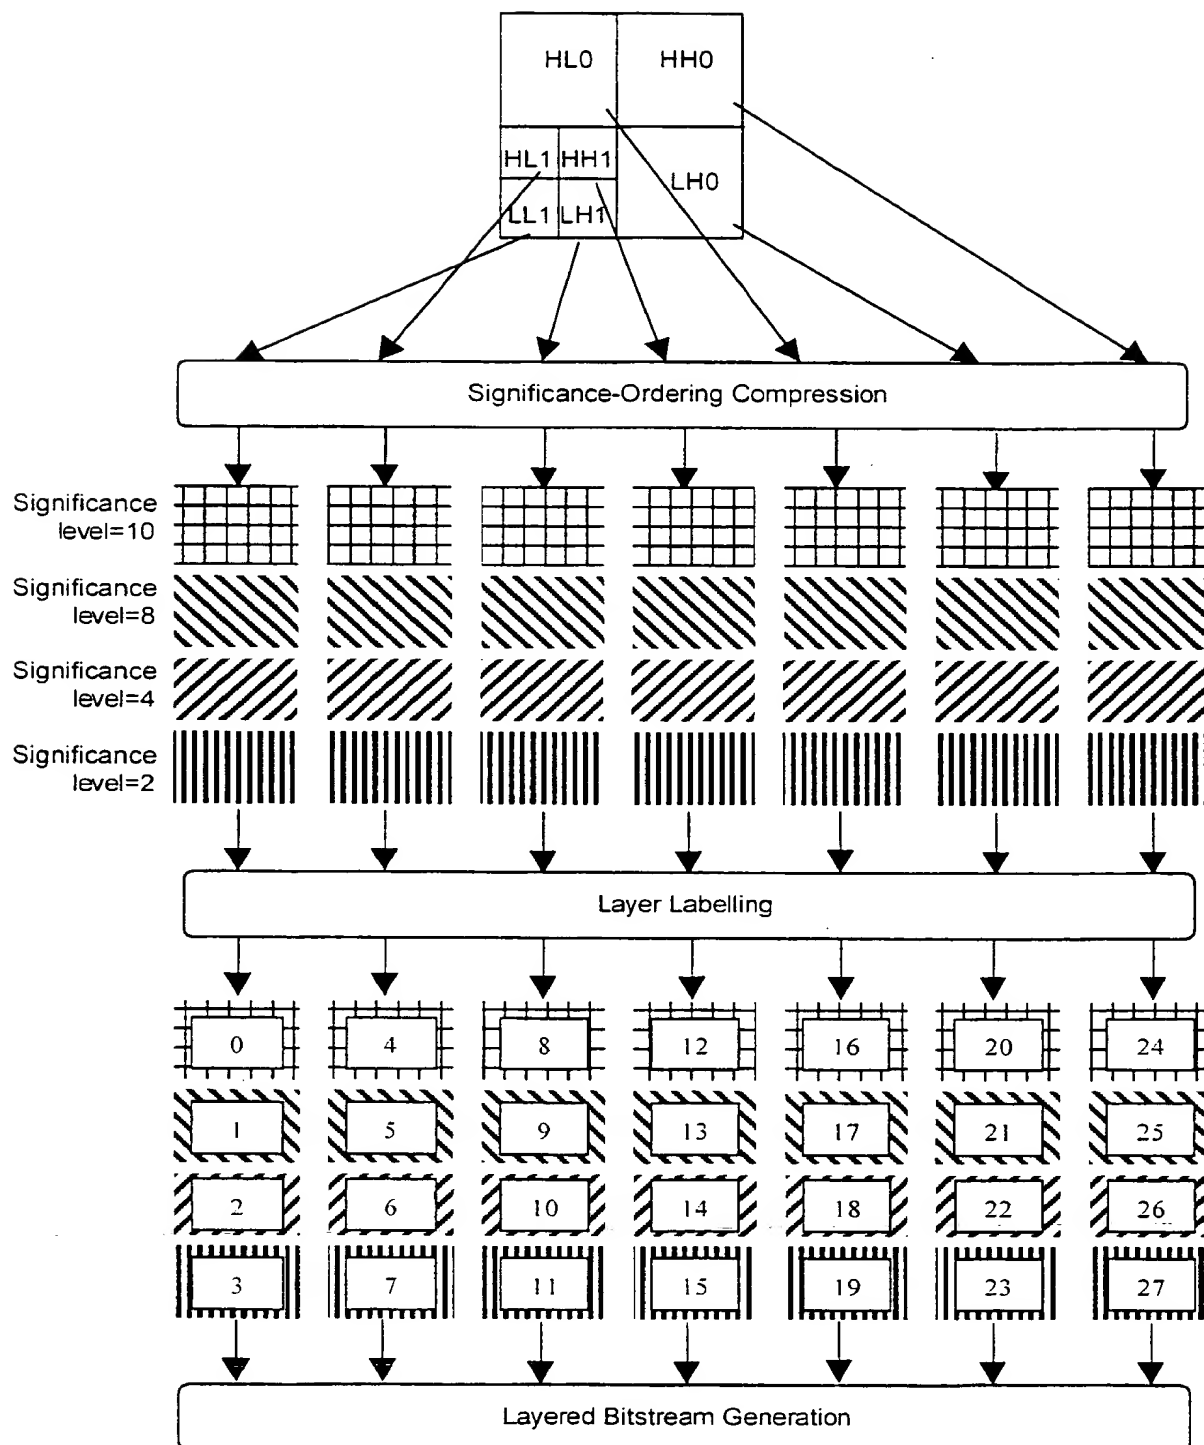 HL0 HH0
HL1 HH1
LH0
LL1 LH1
Significance-Ordering Compression
Significance
level=10
Significance
level=8
Significance
level=4
Significance
level=2
Layer Labelling
0 4 8 12 16 20 24
1 5 9 13 17 21 25
2 6 10 14 18 22 26
3 7 11 15 19 23 27
Layered Bitstream Generation